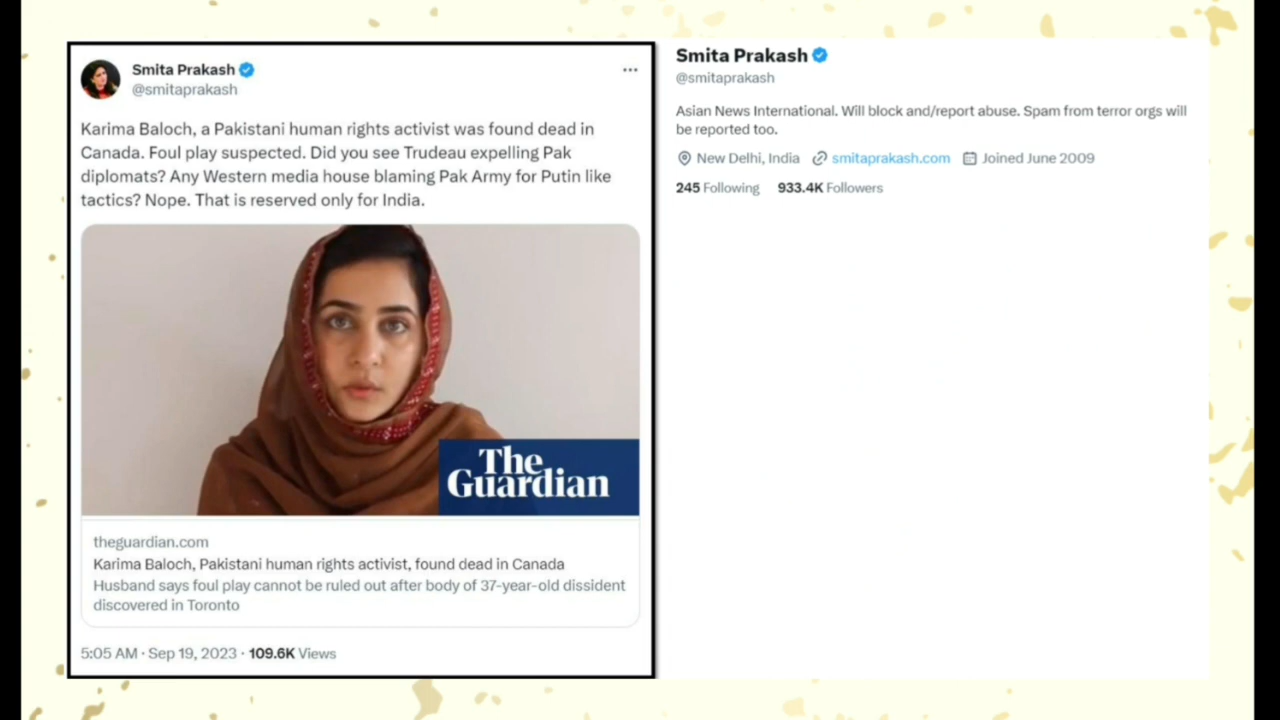 Smita Prakash
@smitaprakash
Karima Baloch, a Pakistani human rights activist was found dead in
Canada. Foul play suspected. Did you see Trudeau expelling Pak
diplomats? Any Western media house blaming Pak Army for Putin like
tactics? Nope. That is reserved only for India.
The
Guardian
theguardian.com
Karima Baloch, Pakistani human rights activist, found dead in Canada
Husband says foul play cannot be ruled out after body of 37-year-old dissident
discovered in Toronto
5:05 AM · Sep 19, 2023 · 109.6K Views
Smita Prakash
@smitaprakash
Asian News International. Will block and/report abuse. Spam from terror orgs will
be reported too.
New Delhi, India smitaprakash.com Joined June 2009
245 Following 933.4K Followers